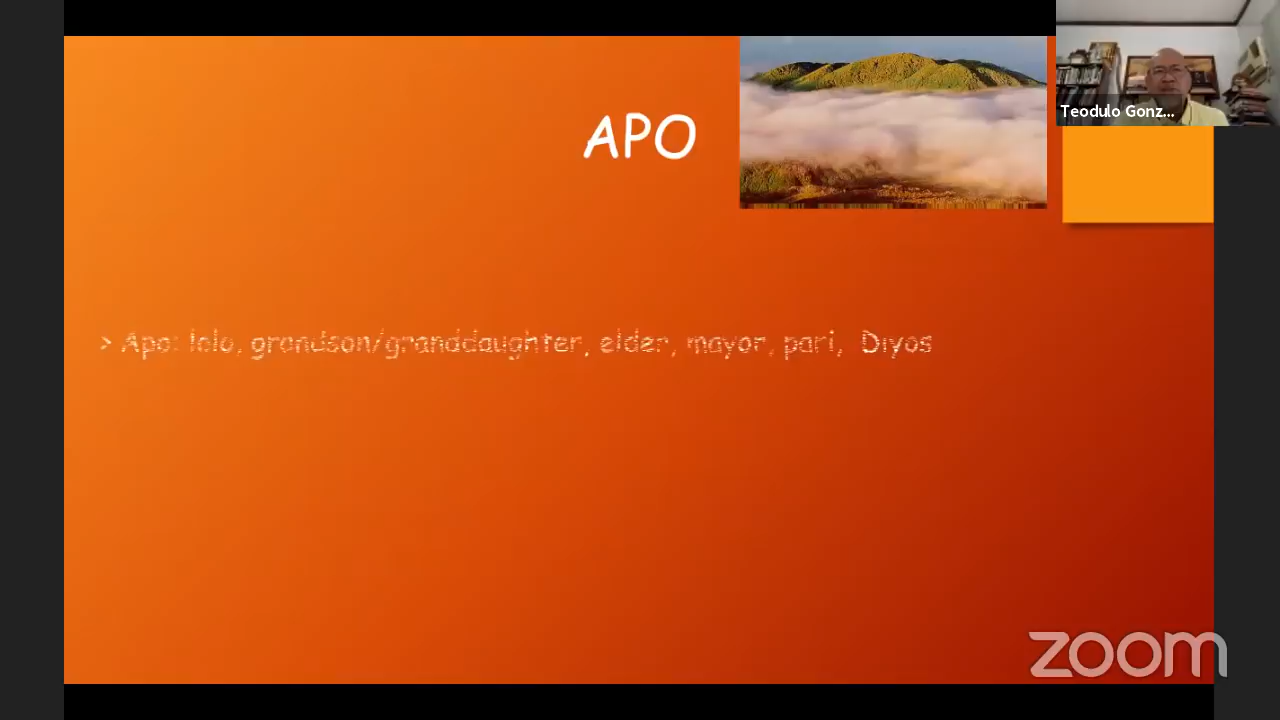 APO
Teodulo Gonz...
> Apo: lolo, grandson/granddaughter, elder, mayor, pari, Diyos
zoom